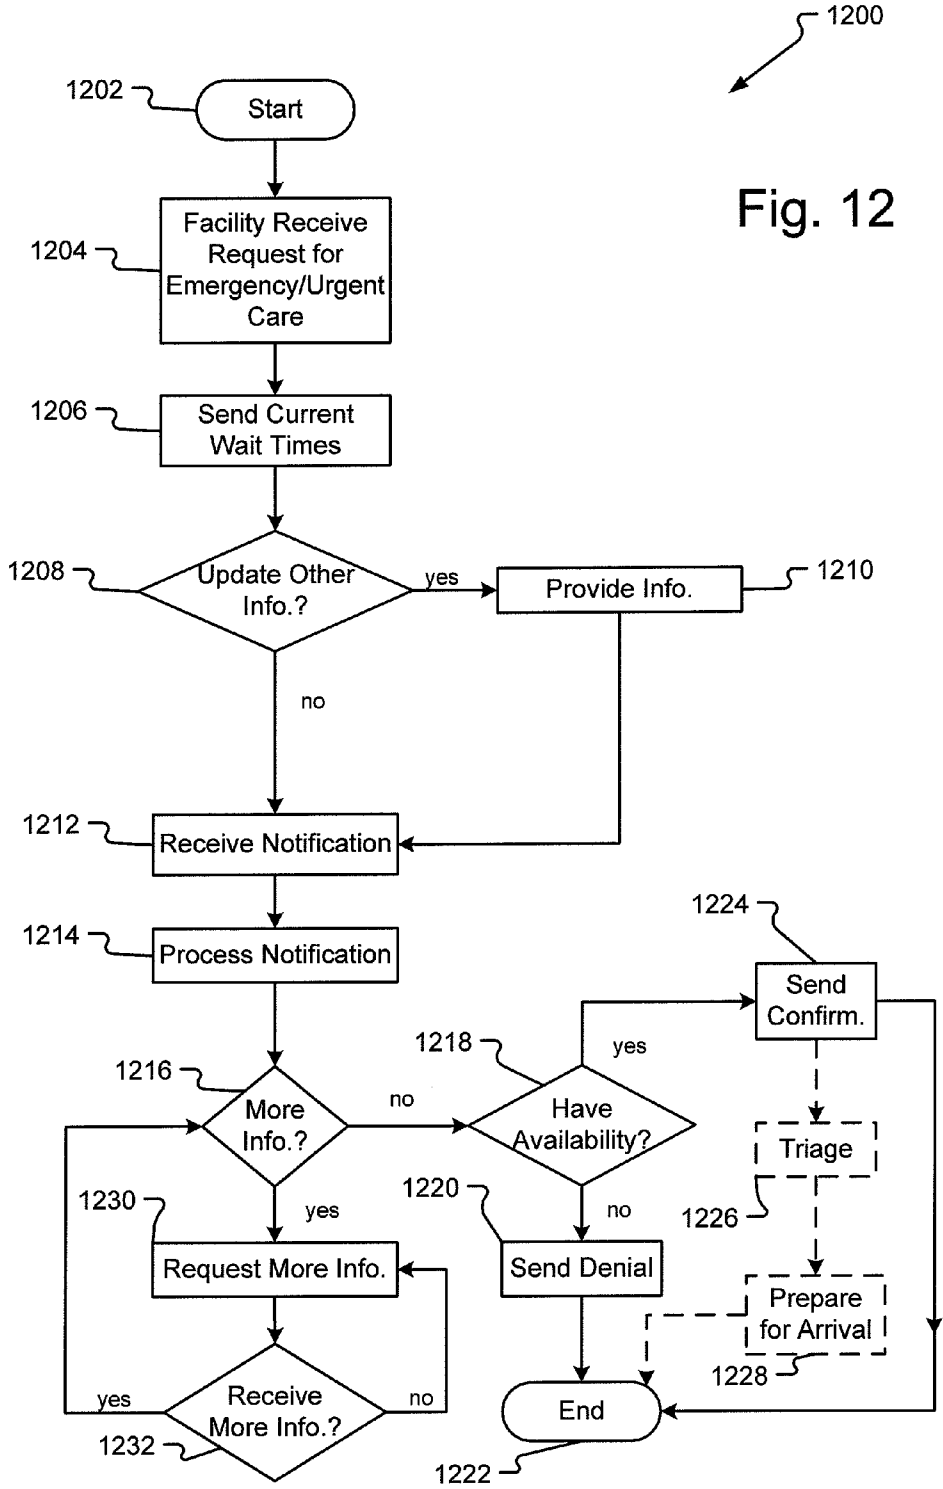 1200
1202
Start
Fig. 12
1204
Facility Receive
Request for
Emergency/Urgent
Care
1206
Send Current
Wait Times
1208
Update Other
Info.?
yes
Provide Info.
1210
no
1212
Receive Notification
1214
Process Notification
1224
Send
Confirm.
1216
More
Info.?
no
1218
Have
Availability?
yes
Triage
1226
1230
yes
Request More Info.
1220
no
Send Denial
Prepare
for Arrival
1228
yes
Receive
More Info.?
no
1232
End
1222